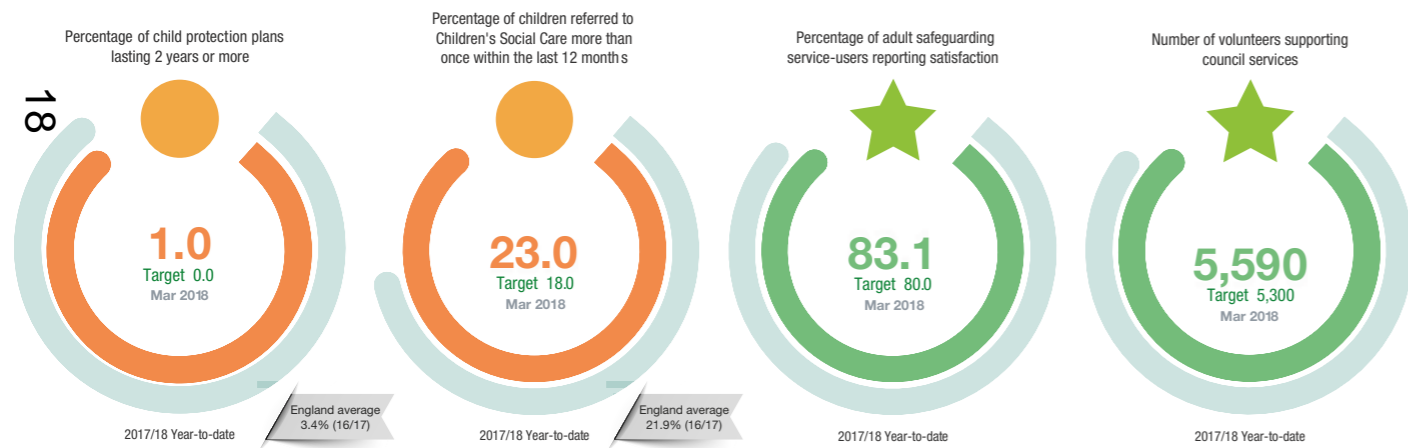 Percentage of child protection plans
lasting 2 years or more
18
1.0
Target 0.0
Mar 2018
England average
3.4% (16/17)
2017/18 Year-to-date
Percentage of children referred to
Children's Social Care more than
once within the last 12 months
23.0
Target 18.0
Mar 2018
England average
21.9% (16/17)
2017/18 Year-to-date
Percentage of adult safeguarding
service-users reporting satisfaction
83.1
Target 80.0
Mar 2018
2017/18 Year-to-date
Number of volunteers supporting
council services
5,590
Target 5,300
Mar 2018
2017/18 Year-to-date